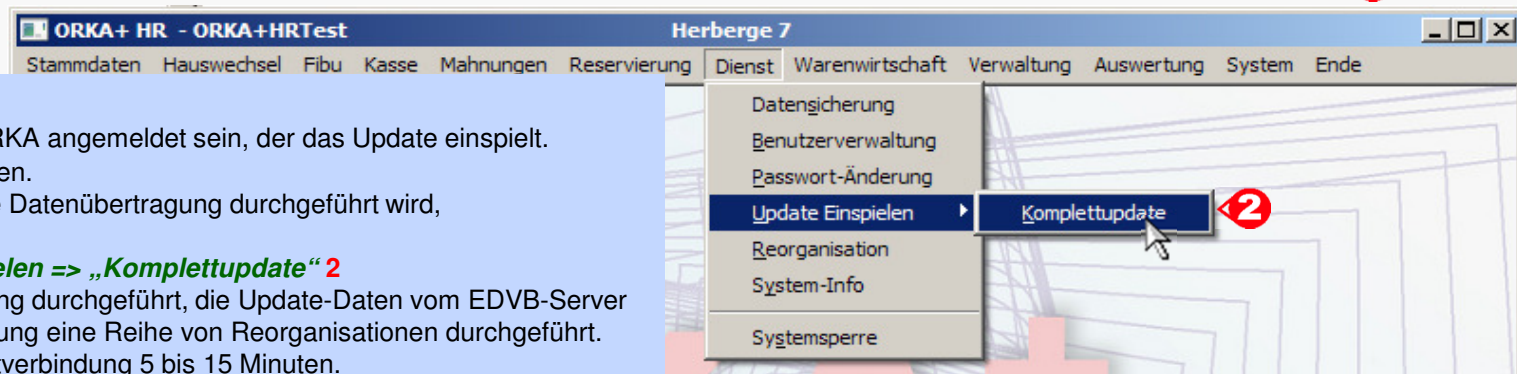 ORKA+ HR - ORKA+HRTest Herberge 7
Stammdaten Hauswechsel Fibu Kasse Mahnungen Reservierung Dienst Warenwirtschaft Verwaltung Auswertung System Ende
RKA angemeldet sein, der das Update einspielt.
en.
e Datenübertragung durchgeführt wird,
elen => „Komplettupdate“ 2
ng durchgeführt, die Update-Daten vom EDVB-Server
ung eine Reihe von Reorganisationen durchgeführt.
tverbindung 5 bis 15 Minuten.
Datensicherung
Benutzerverwaltung
Passwort-Änderung
Update Einspielen
Komplettupdate 2
Reorganisation
System-Info
Systemsperre